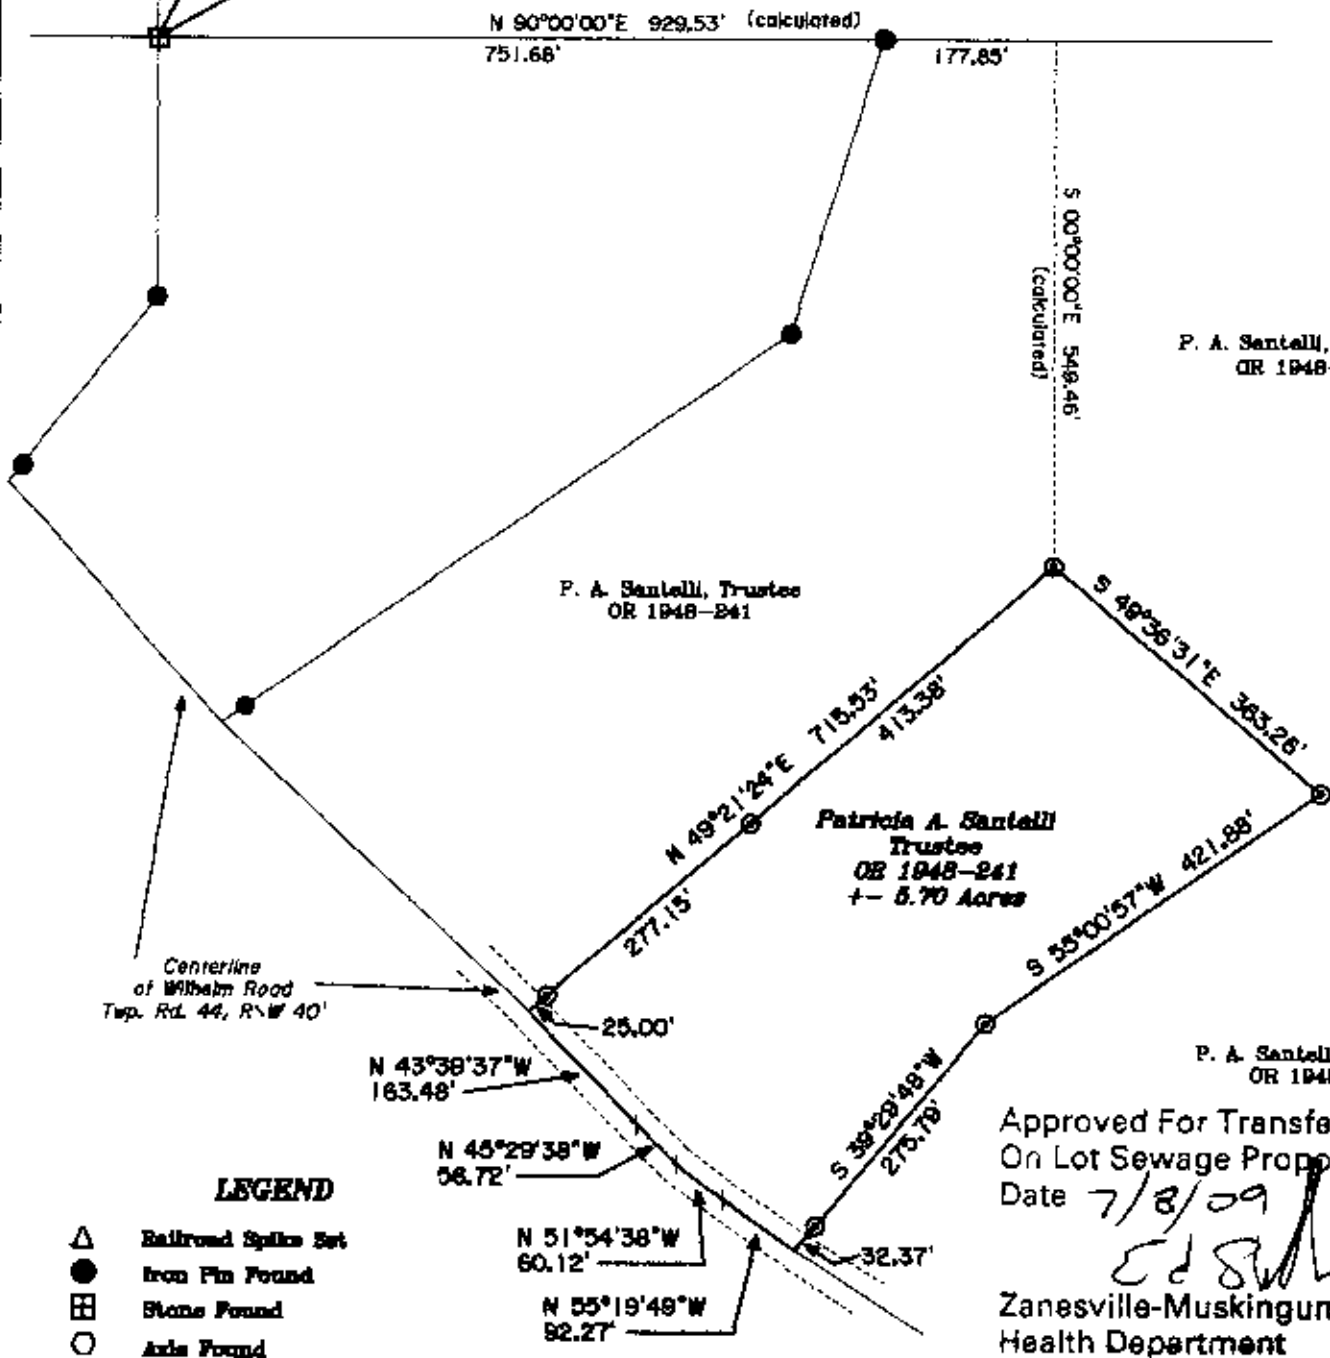 N 90°00'00"E 929.53' (calculated)
751.68'
177.85'
S 00°00'00"E 549.46'
(calculated)
P. A. Santelli,
OR 1948-
P. A. Santelli, Trustee
OR 1948-241
S 49°36'31"E 363.26'
N 49°21'24"E 715.53'
413.38'
277.15'
Patricia A. Santelli
Trustee
OR 1948-241
+- 5.70 Acres
S 55°00'57"W 421.88'
Centerline
of Wilhelm Road
Twp. Rd. 44, R\W 40'
25.00'
N 43°39'37"W
163.48'
S 39°29'48"W
275.79'
P. A. Santell
OR 194
N 45°29'38"W
56.72'
Approved For Transfe
On Lot Sewage Propo
Date 7/8/09
LEGEND
Railroad Spike Set
Iron Pin Found
Stone Found
Axle Found
N 51°54'38"W
60.12'
32.37'
N 55°19'49"W
92.27'
Zanesville-Muskingum
Health Department